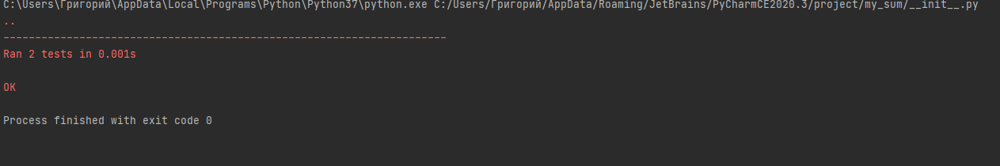 C:\Users\Григорий\AppData\Local\Programs\Python\Python37\python.exe C:/Users/Григорий/AppData/Roaming/JetBrains/PyCharmCE2020.3/project/my_sum/__init__.py
..
----------------------------------------------------------------------
Ran 2 tests in 0.001s
OK
Process finished with exit code 0